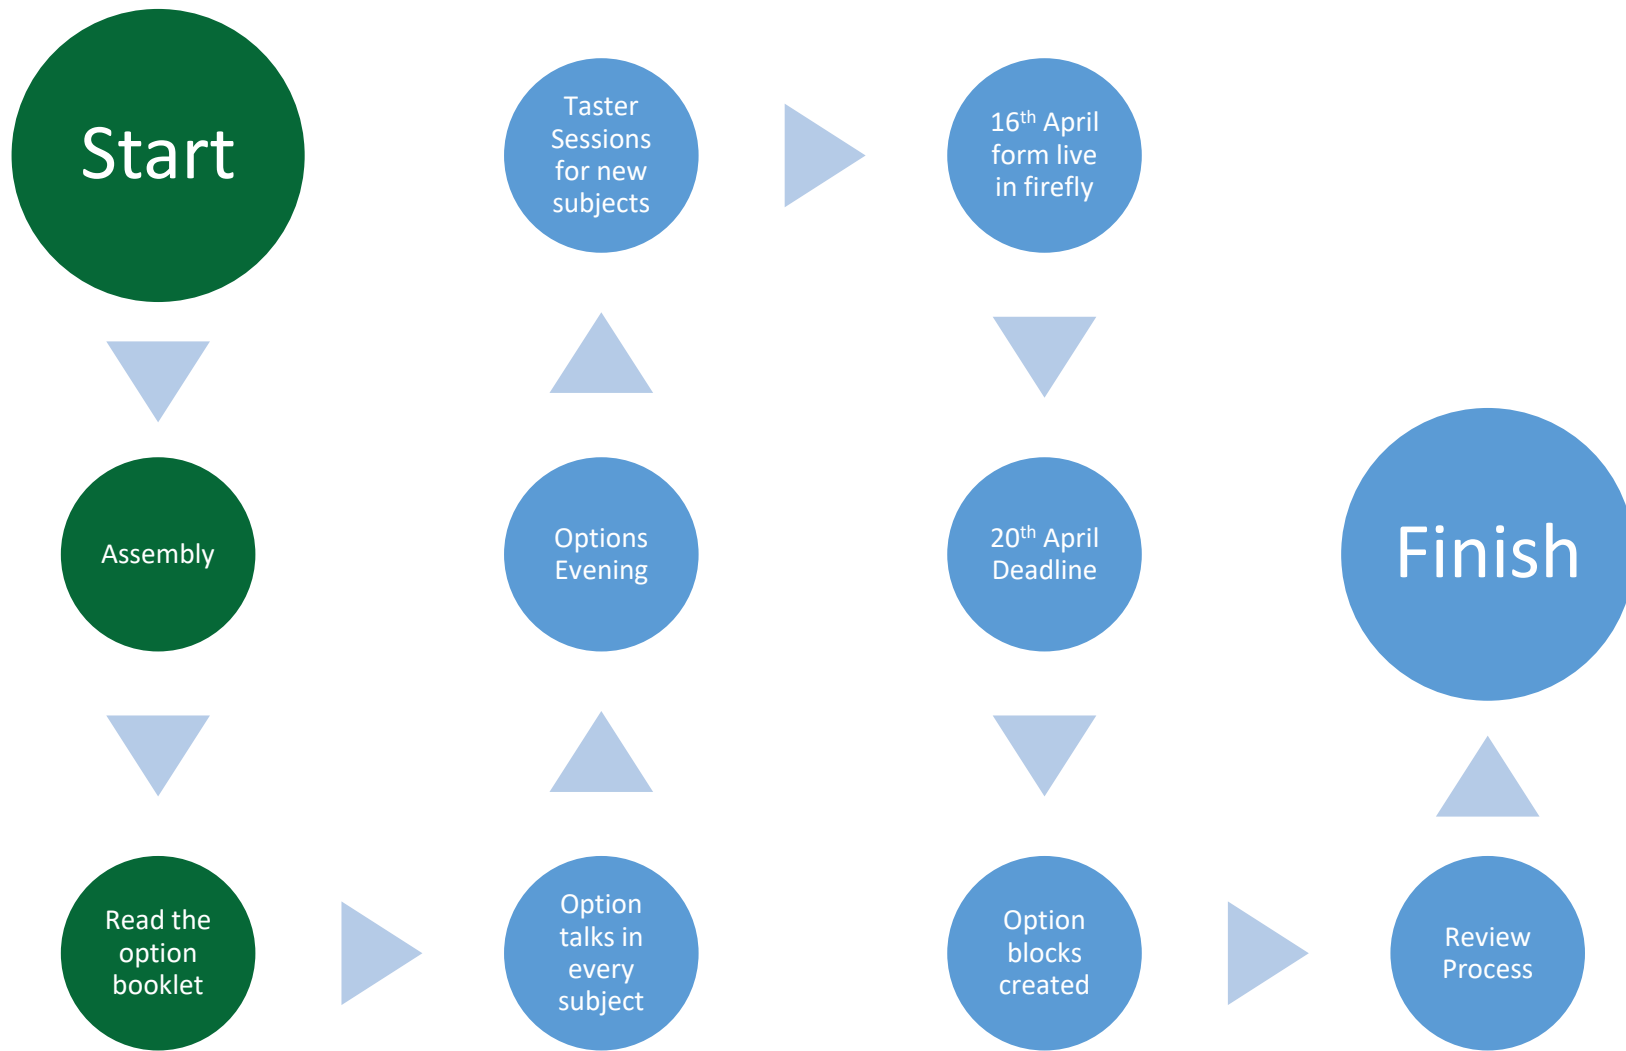 Start
Assembly
Read the
option
booklet
Option
talks in
every
subject
Options
Evening
Taster
Sessions
for new
subjects
16th April
form live
in firefly
20th April
Deadline
Option
blocks
created
Review
Process
Finish